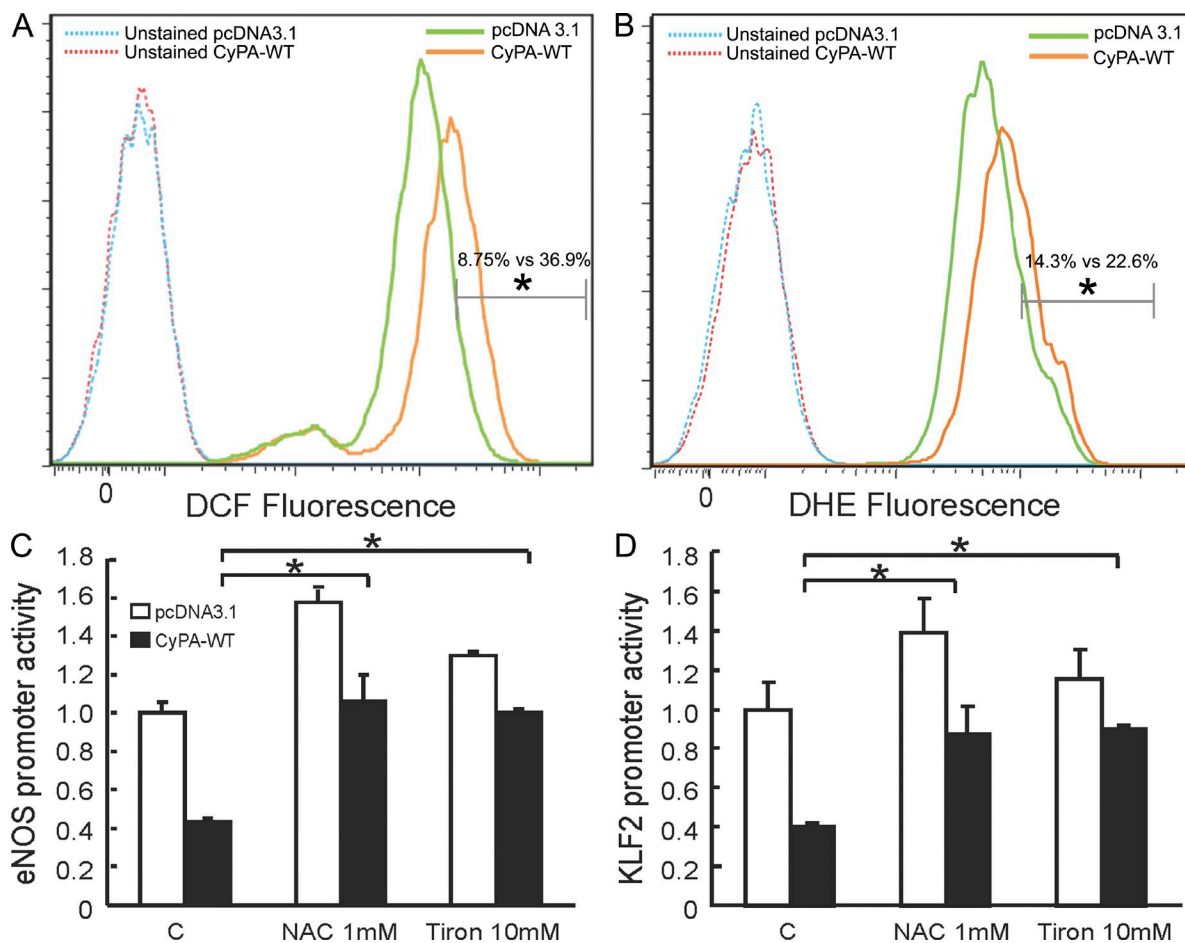 A
Unstained pcDNA3.1
Unstained CyPA-WT
pcDNA 3.1
CyPA-WT
8.75% vs 36.9%
*
0
DCF Fluorescence
B
Unstained pcDNA3.1
Unstained CyPA-WT
pcDNA 3.1
CyPA-WT
14.3% vs 22.6%
*
0
DHE Fluorescence
C
eNOS promoter activity
1.8
1.6
1.4
1.2
1.0
0.8
0.6
0.4
0.2
0
pcDNA3.1
CyPA-WT
*
*
C
NAC 1mM
Tiron 10mM
D
KLF2 promoter activity
1.8
1.6
1.4
1.2
1.0
0.8
0.6
0.4
0.2
0
*
*
C
NAC 1mM
Tiron 10mM